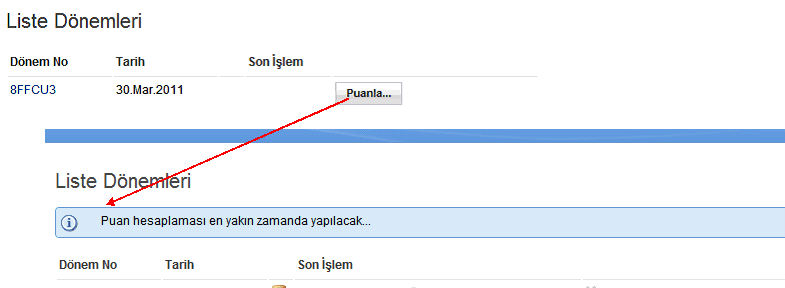 Liste Dönemleri
Dönem No Tarih Son İşlem
8FFCU3 30.Mar.2011 Puanla...
Liste Dönemleri
Puan hesaplaması en yakın zamanda yapılacak...
Dönem No Tarih Son İşlem